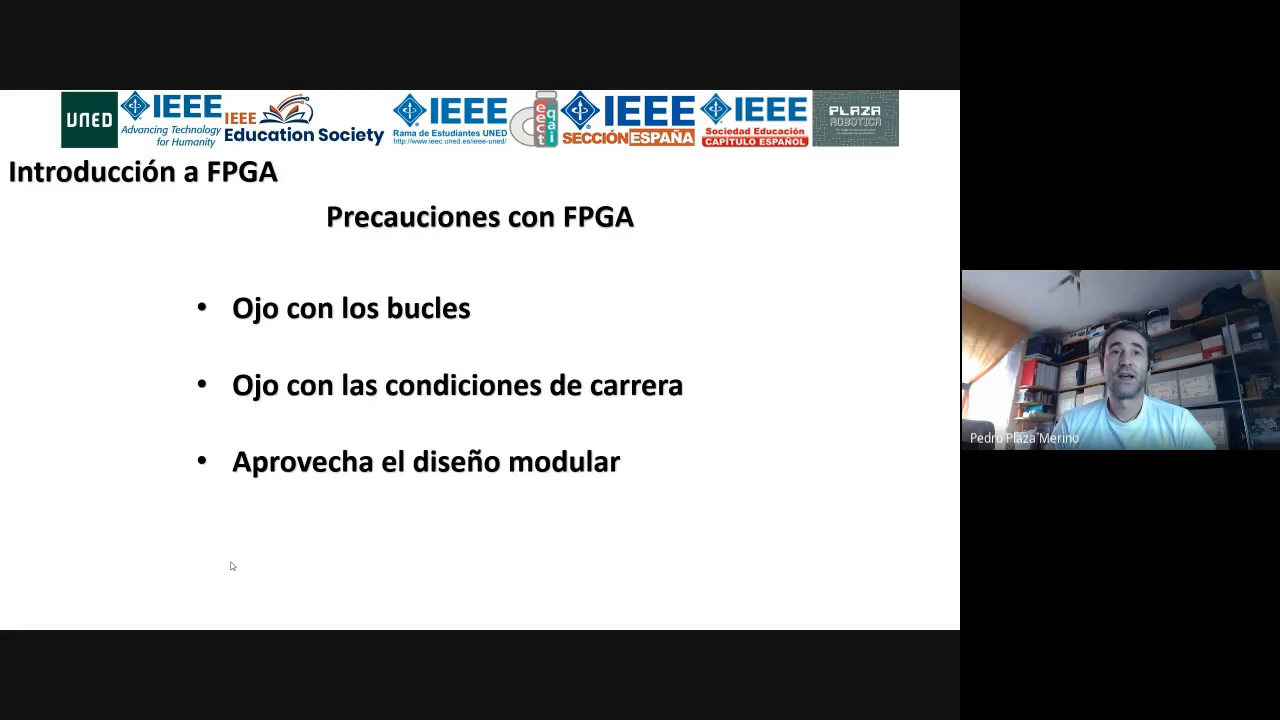 UNED
IEEE
Advancing Technology
for Humanity
IEEE
Education Society
IEEE
Rama de Estudiantes UNED
http://www.ieec.uned.es/ieee-uned/
IEEE
SECCIÓN ESPAÑA
IEEE
Sociedad Educación
CAPÍTULO ESPAÑOL
PLAZA
ROBOTICA
Introducción a FPGA
Precauciones con FPGA
• Ojo con los bucles
• Ojo con las condiciones de carrera
• Aprovecha el diseño modular
Pedro Plaza Merino